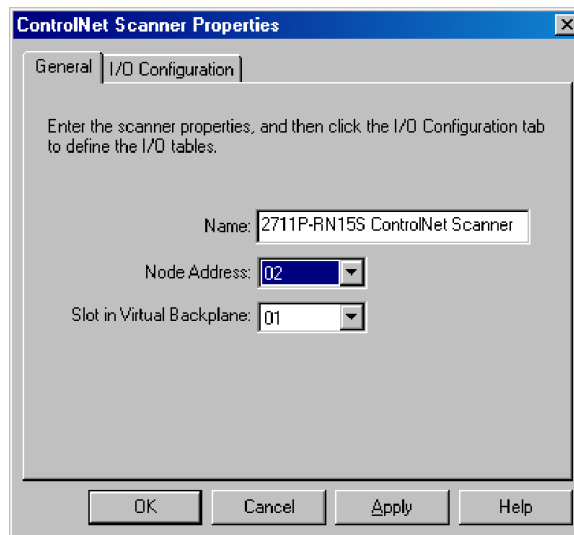 ControlNet Scanner Properties
General
I/O Configuration
Enter the scanner properties, and then click the I/O Configuration tab
to define the I/O tables.
Name: 2711P-RN15S ControlNet Scanner
Node Address: 02
Slot in Virtual Backplane: 01
OK
Cancel
Apply
Help